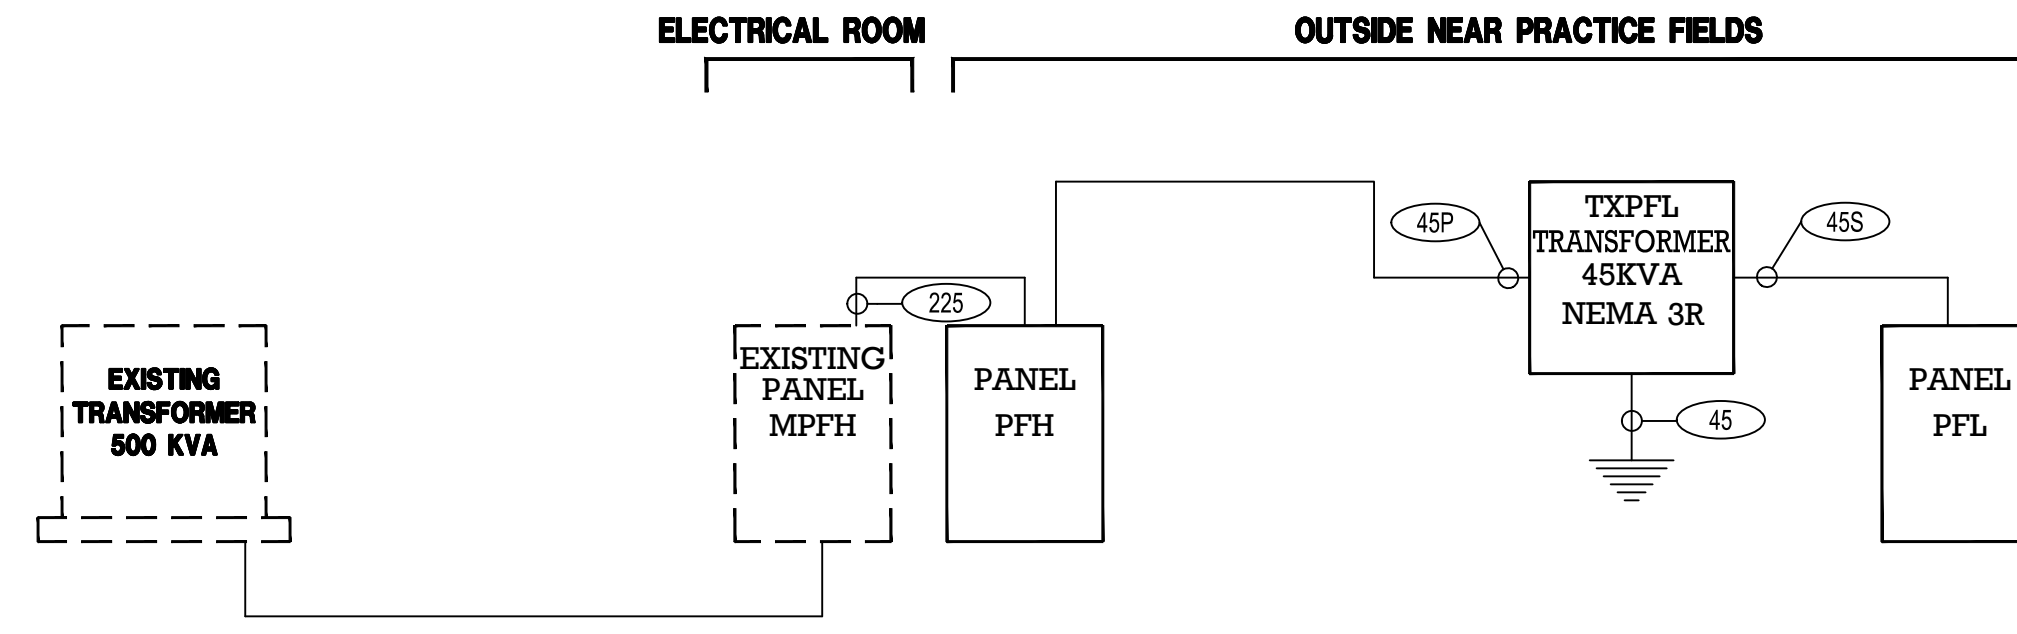 ELECTRICAL ROOM
OUTSIDE NEAR PRACTICE FIELDS
EXISTING
TRANSFORMER
500 KVA
EXISTING
PANEL
MPFH
225
PANEL
PFH
45P
TXPFL
TRANSFORMER
45KVA
NEMA 3R
45S
45
PANEL
PFL